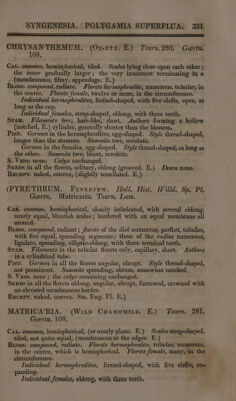 SYNGENESIA. POLYGAMIA SUPERFLUA. 331
CHRYSANTHEMUM. (Ox-eye. E.) Tourn. 280. Gærtn.
168.
Cal. common, hemispherical, tiled. Scales lying close upon each other;
the inner gradually larger; the very innermost terminating in a
(membranous, filmy, appendage. E.)
Bloss. compound, radiate. Florets hermaphrodite, numerous, tubular, in
the centre. Florets female, twelve or more, in the circumference.
Individual hermaphrodites, funnel-shaped, with five clefts, open, as
long as the cup.
Individual females, strap-shaped, oblong, with three teeth.
Stam. Filaments five, hair-like, short. Anthers forming a hollow
(notched, E.) cylinder, generally shorter than the blossom.
Pist. Germen in the hermaphrodites, egg-shaped. Style thread-shaped,
longer than the stamens. Summits two, revolute.
Germen in the females, egg-shaped. Style thread-shaped, as long as
the other. Summits two, blunt, revolute.
S. Vess. none. Calyx unchanged.
Seeds in all the florets, solitary, oblong (grooved. E.) Down none.
Recept. naked, convex, (slightly tessellated. E.)
(PYRETHRUM. Feverfew. Hall. Hist. Willd. Sp. Pl.
Gærtn. Matricaria. Tourn. Lam.
Cal. common, hemispherical, closely imbricated, with several oblong,
nearly equal, bluntish scales; bordered with an equal membrane all
around.
Bloss. compound, radiant; florets of the disk numerous, perfect, tubular,
with five equal, spreading segments; those of the radius numerous,
ligulate, spreading, elliptic-oblong, with three terminal teeth.
Stam. Filaments in the tubular florets only, capillary, short. Anthers
in a cylindrical tube.
Pist. Germen in all the florets angular, abrupt. Style thread-shaped,
not prominent. Summits spreading, obtuse, somewhat notched.
S. Vess. none; the calyx remaining unchanged.
Seeds in all the florets oblong, angular, abrupt, furrowed, crowned with
an elevated membranous border.
Recept. naked, convex. Sm. Eng. Fl. E.)
MATRICA'RIA. (Wild Chamomile. E.) Tourn. 281.
Gærtn. 168.
Cal. common, hemispherical, (or nearly plane. E.) Scales strap-shaped,
tiled, not quite equal, (membranous at the edges. E.)
Bloss. compound, radiate. Florets hermaphrodite, tubular, numerous,
in the centre, which is hemispherical. Florets female, many, in the
circumference.
Individual hermaphrodites, funnel-shaped, with five clefts, ex-
panding.
Individual females, oblong, with three teeth.